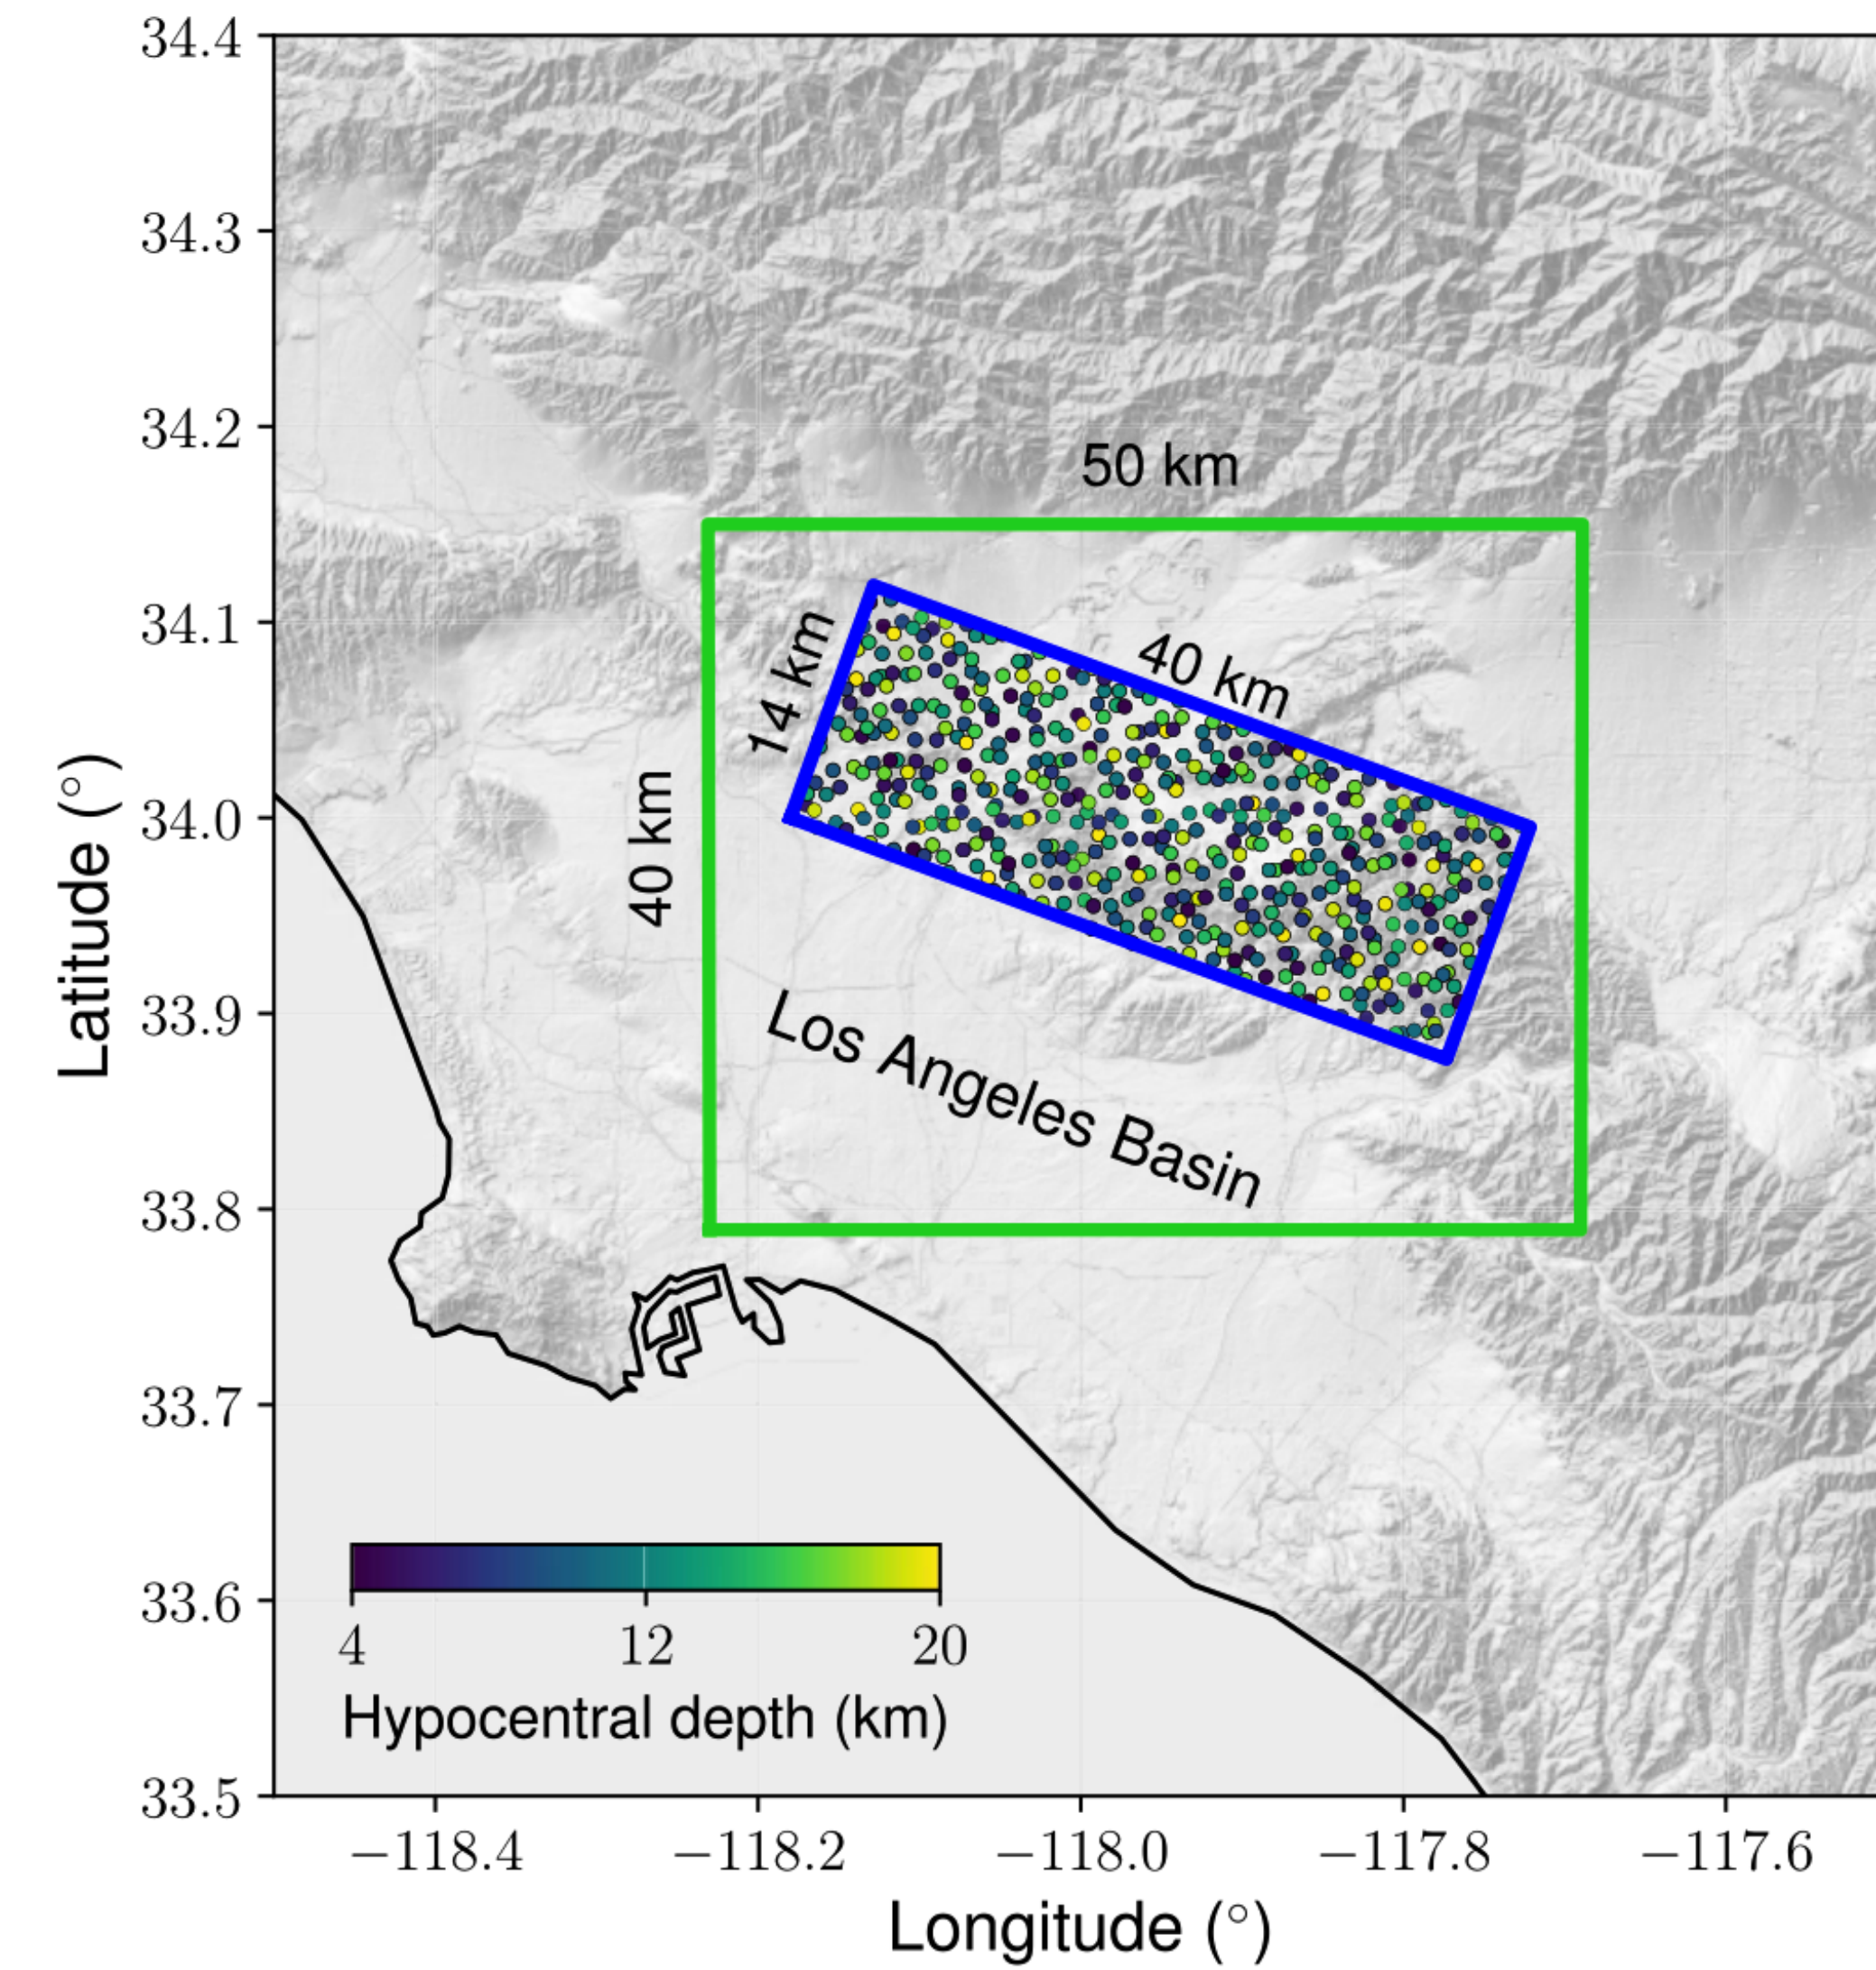 34.4
34.3
34.2
34.1
34.0
33.9
33.8
33.7
33.6
33.5
Latitude (°)
50 km
40 km
14 km
40 km
Los Angeles Basin
4 12 20
Hypocentral depth (km)
−118.4 −118.2 −118.0 −117.8 −117.6
Longitude (°)